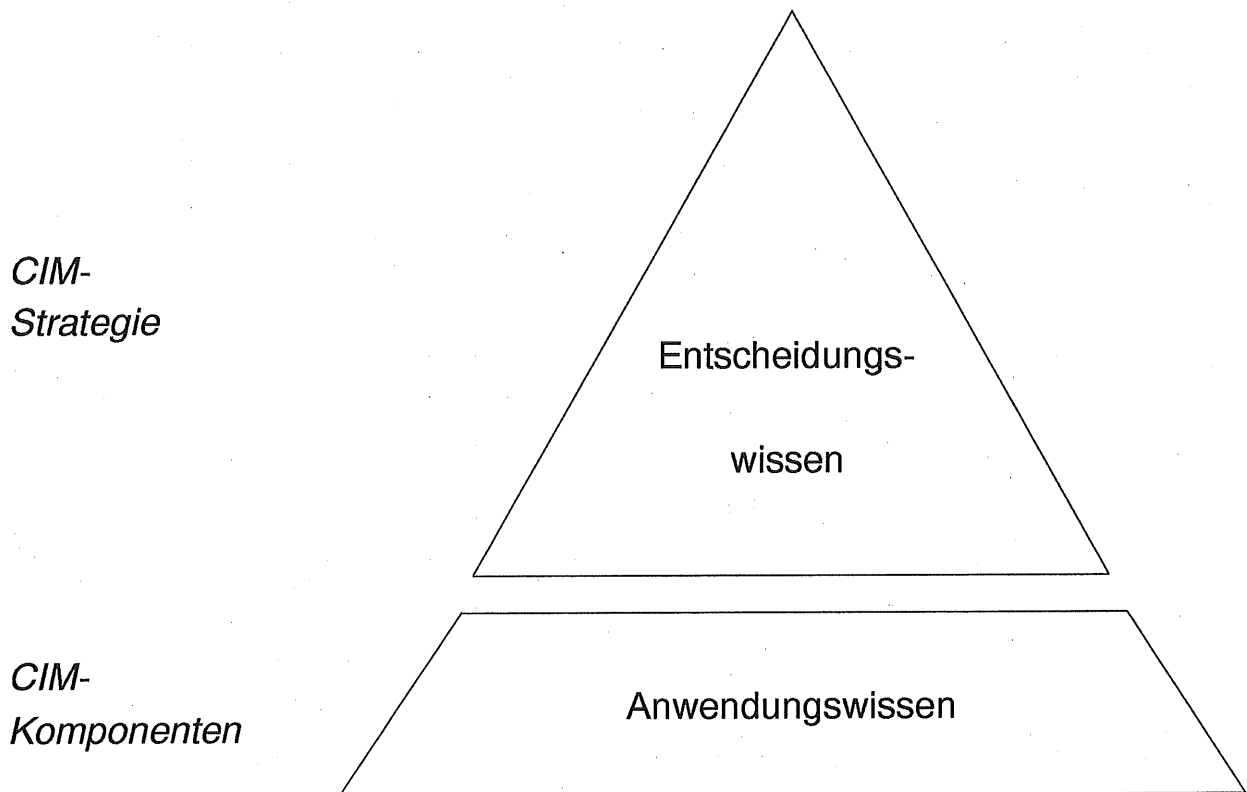 CIM-
Strategie
Entscheidungs-
wissen
CIM-
Komponenten
Anwendungswissen